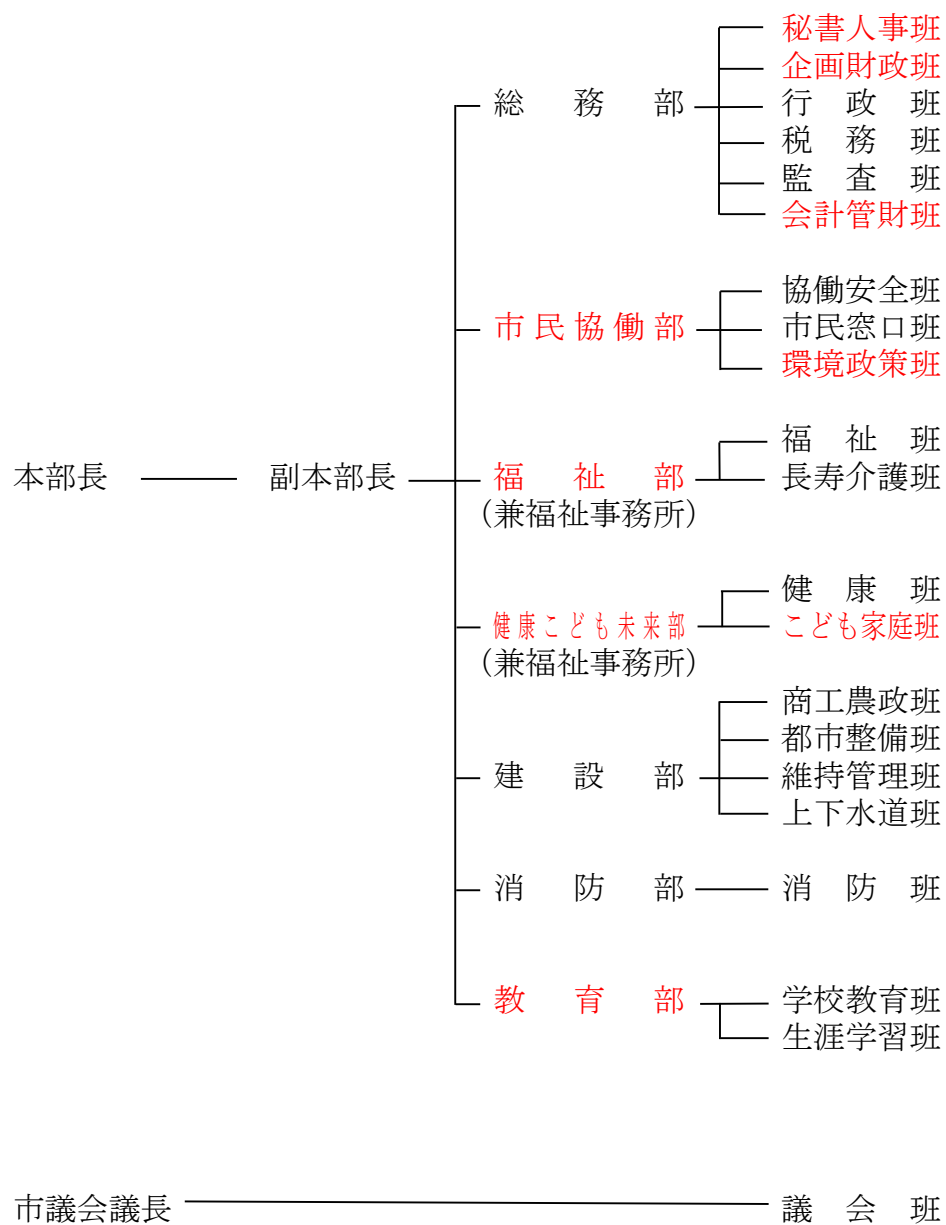 秘書人事班
企画財政班
総務部
行政班
税務班
監査班
会計管財班
協働安全班
市民協働部
市民窓口班
環境政策班
福祉班
本部長
副本部長
福祉部
長寿介護班
(兼福祉事務所)
健康班
健康こども未来部
こども家庭班
(兼福祉事務所)
商工農政班
都市整備班
建設部
維持管理班
上下水道班
消防部
消防班
教育部
学校教育班
生涯学習班
市議会議長
議会班